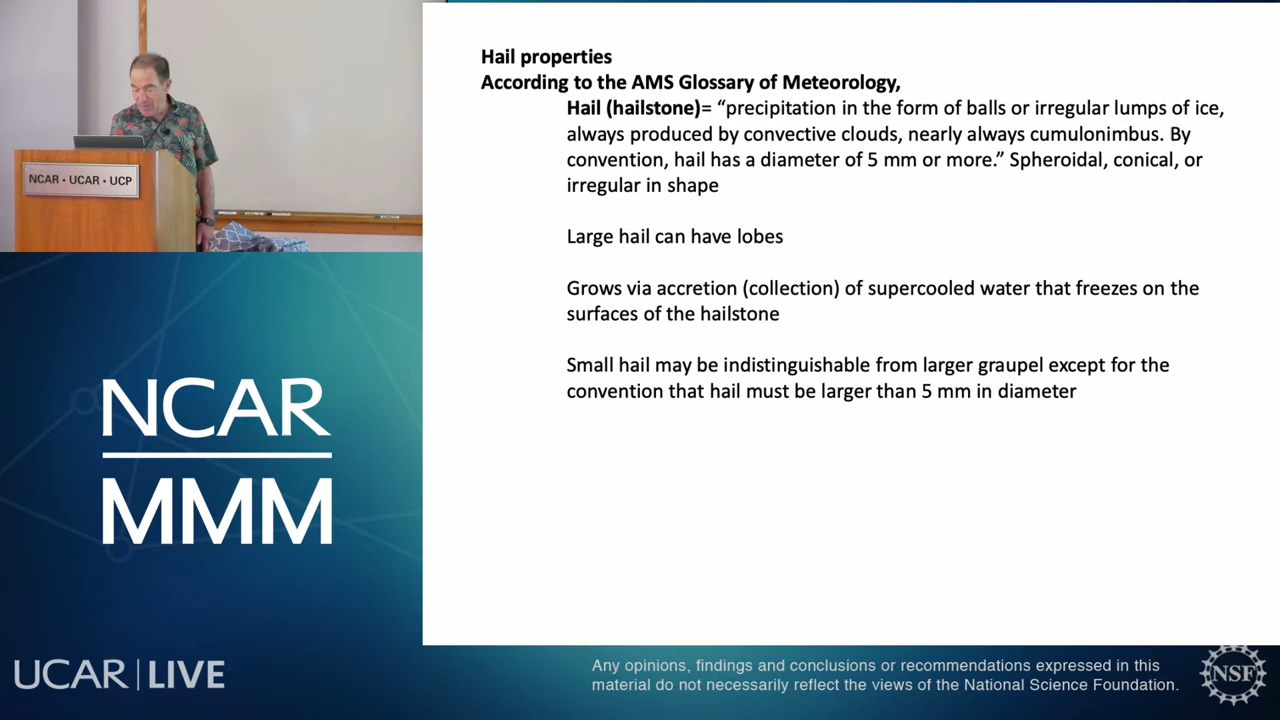 NCAR • UCAR • UCP
Hail properties
According to the AMS Glossary of Meteorology,
Hail (hailstone)= “precipitation in the form of balls or irregular lumps of ice,
always produced by convective clouds, nearly always cumulonimbus. By
convention, hail has a diameter of 5 mm or more.” Spheroidal, conical, or
irregular in shape
Large hail can have lobes
Grows via accretion (collection) of supercooled water that freezes on the
surfaces of the hailstone
Small hail may be indistinguishable from larger graupel except for the
convention that hail must be larger than 5 mm in diameter
NCAR
MMM
UCAR | LIVE
Any opinions, findings and conclusions or recommendations expressed in this
material do not necessarily reflect the views of the National Science Foundation.
NSF